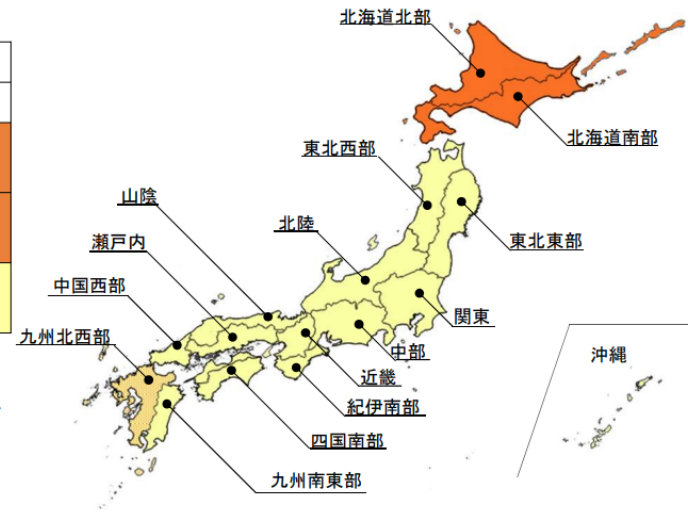 北海道北部
北海道南部
東北西部
山陰
北陸
東北東部
瀬戸内
中国西部
関東
九州北西部
中部
沖縄
近畿
紀伊南部
四国南部
九州南東部